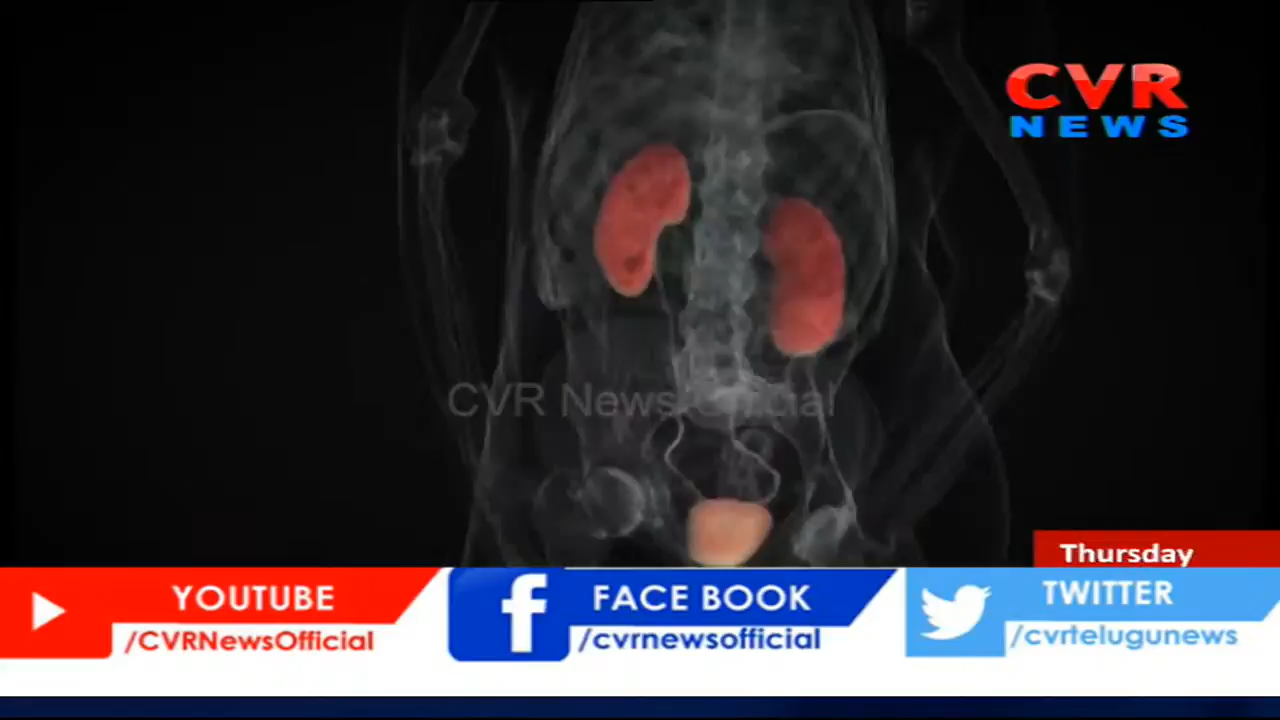 CVR
NEWS
CVR News Official
Thursday
YOUTUBE
/CVRNewsOfficial
FACE BOOK
/cvrnewsofficial
TWITTER
/cvrtelugunews